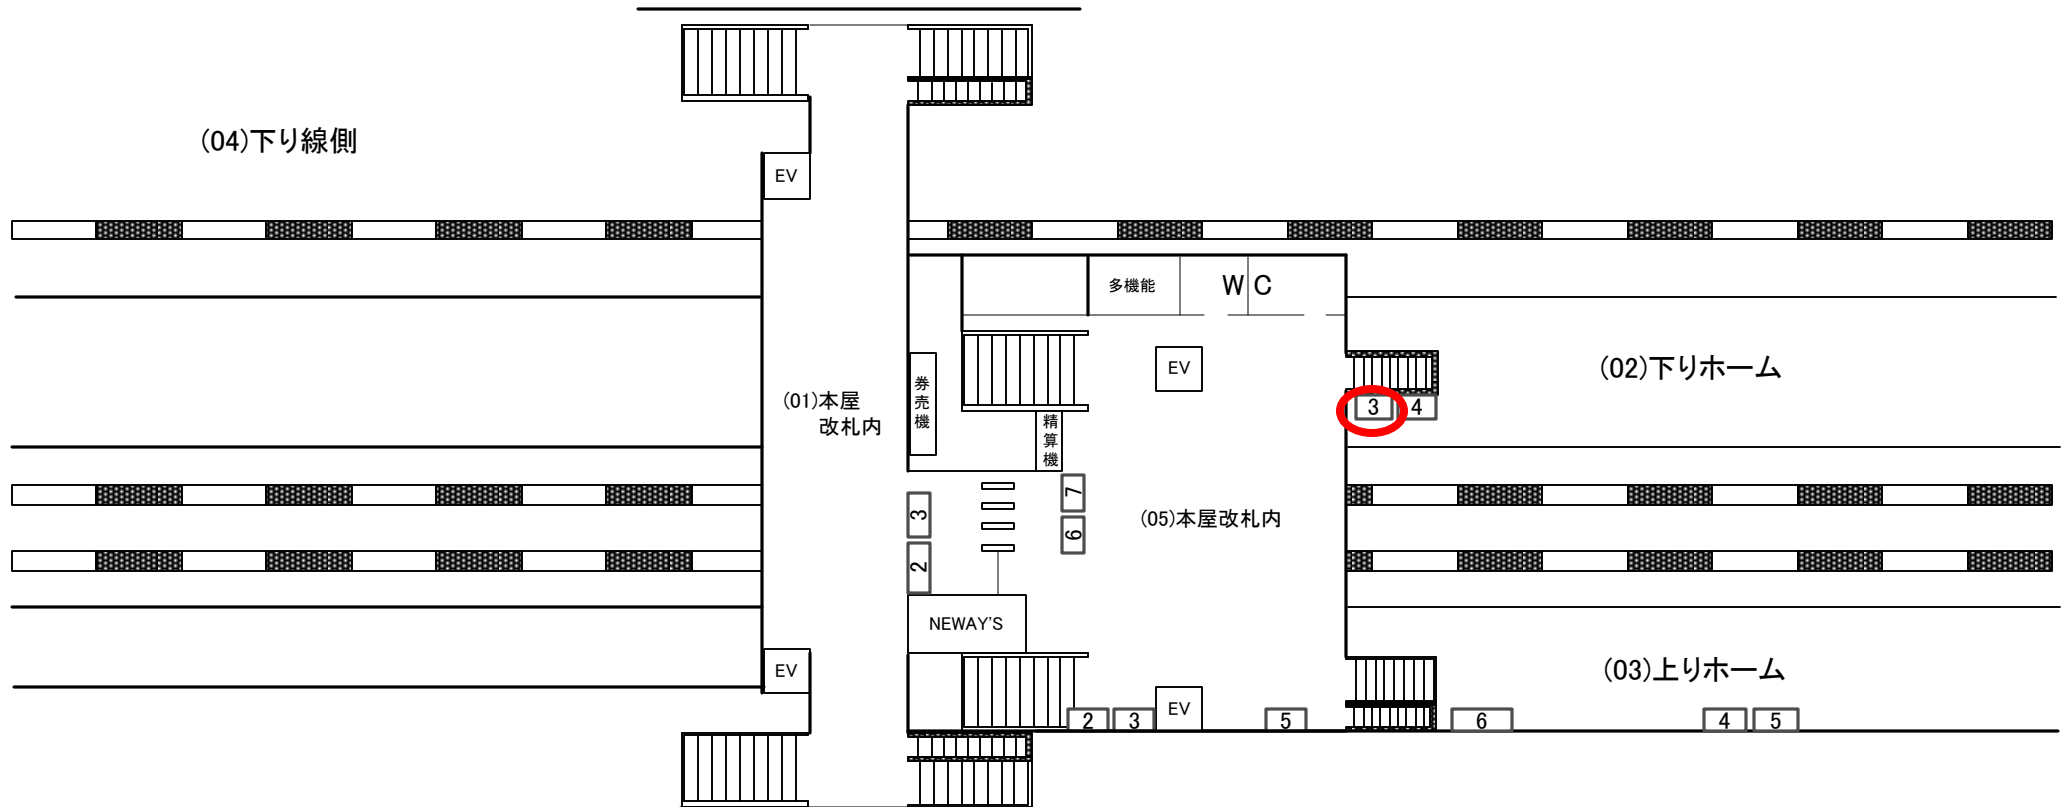 (04)下り線側
EV
多機能
W C
EV
(02)下りホーム
(01)本屋
改札内
券売機
3
4
精算機
7
3
(05)本屋改札内
6
2
NEWAY'S
EV
(03)上りホーム
2
3
EV
5
6
4
5